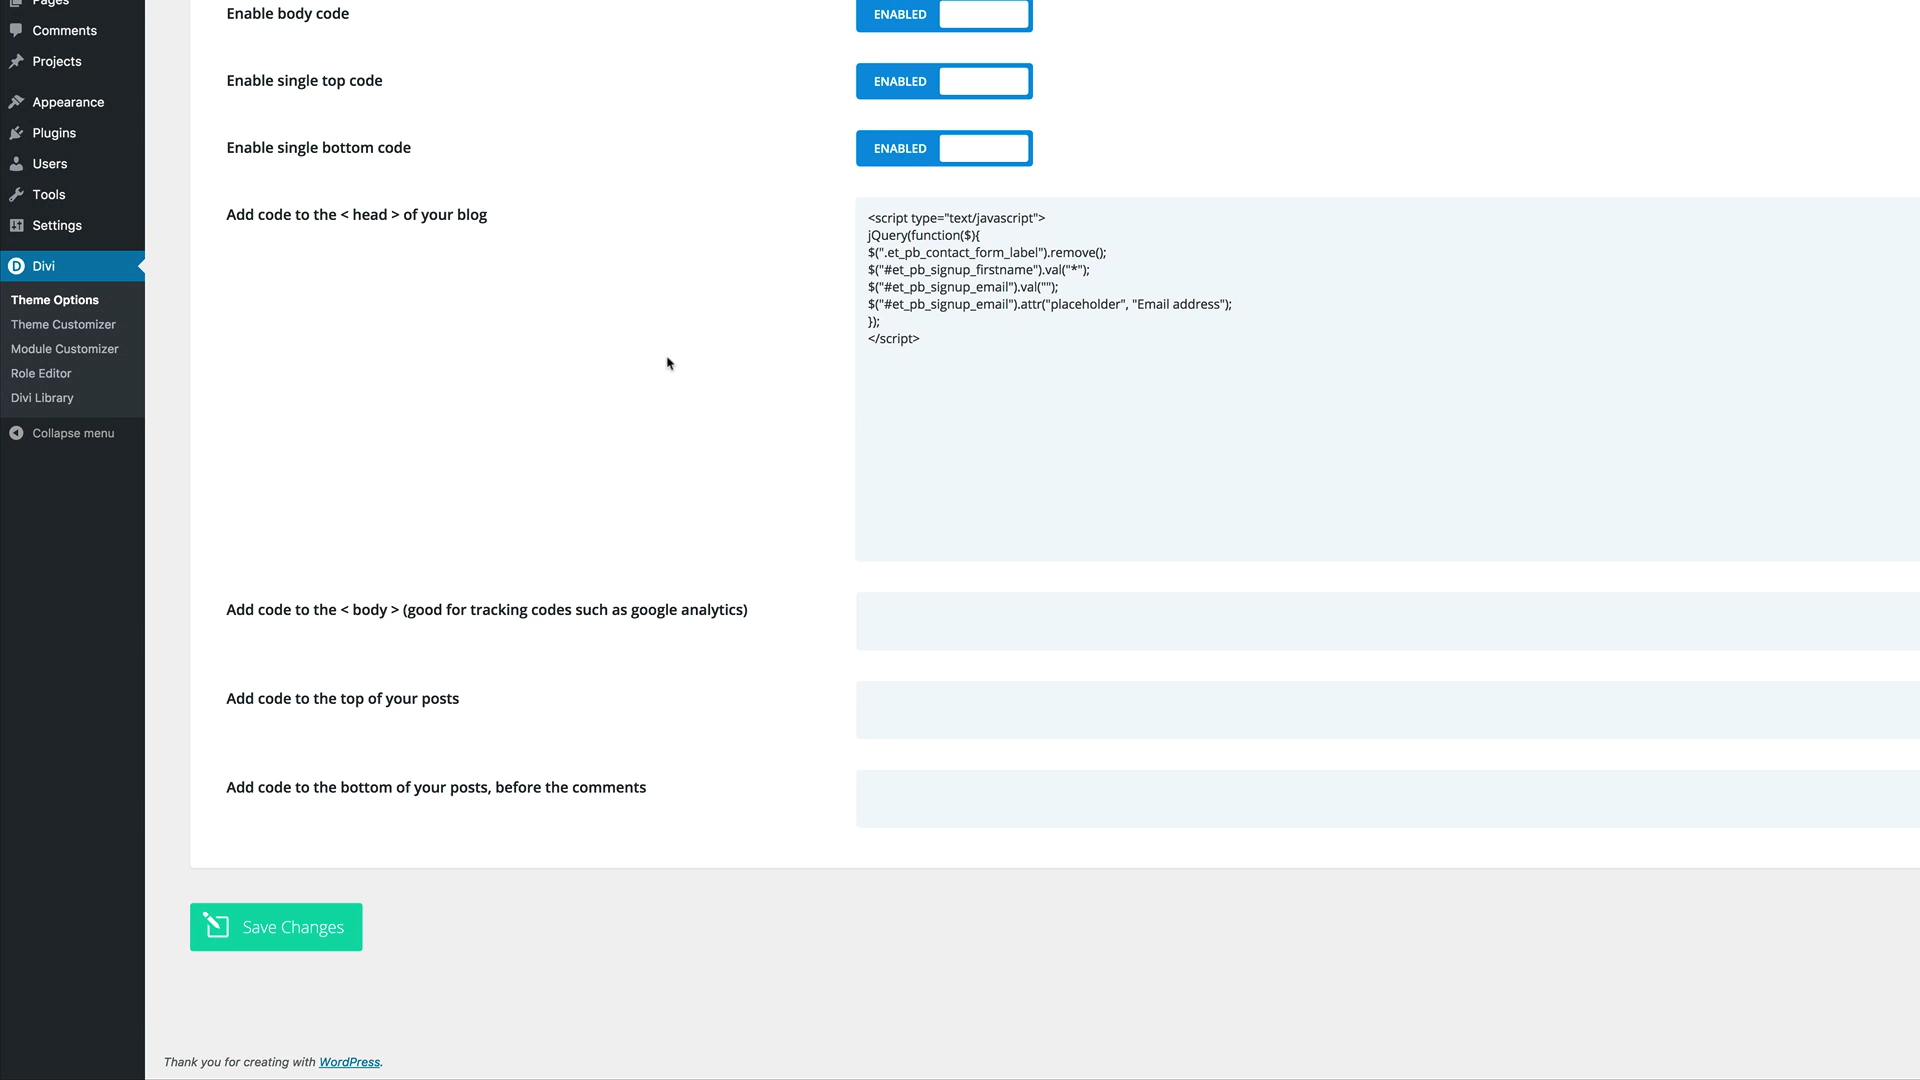 Pages
Comments
Projects
Appearance
Plugins
Users
Tools
Settings
Divi
Theme Options
Theme Customizer
Module Customizer
Role Editor
Divi Library
Collapse menu
Enable body code
ENABLED
Enable single top code
ENABLED
Enable single bottom code
ENABLED
Add code to the < head > of your blog
<script type="text/javascript">
jQuery(function($){
$(".et_pb_contact_form_label").remove();
$("#et_pb_signup_firstname").val("*");
$("#et_pb_signup_email").val("");
$("#et_pb_signup_email").attr("placeholder", "Email address");
});
</script>
Add code to the < body > (good for tracking codes such as google analytics)
Add code to the top of your posts
Add code to the bottom of your posts, before the comments
Save Changes
Thank you for creating with WordPress.